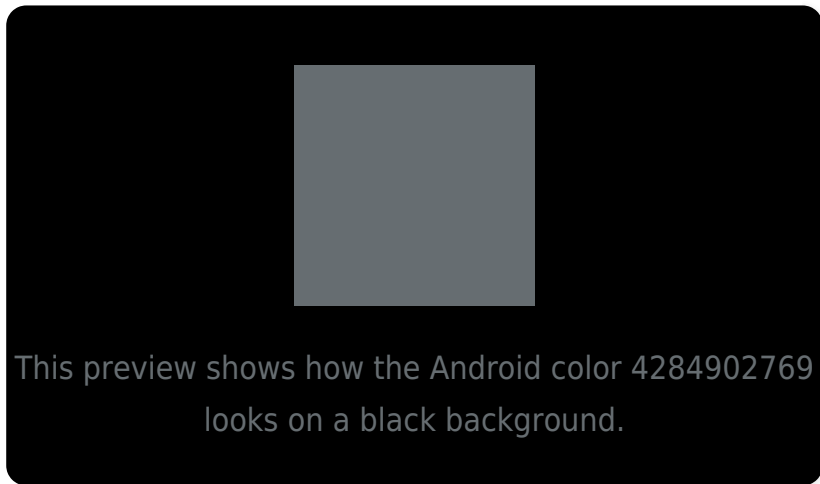 This preview shows how the Android color 4284902769
looks on a black background.